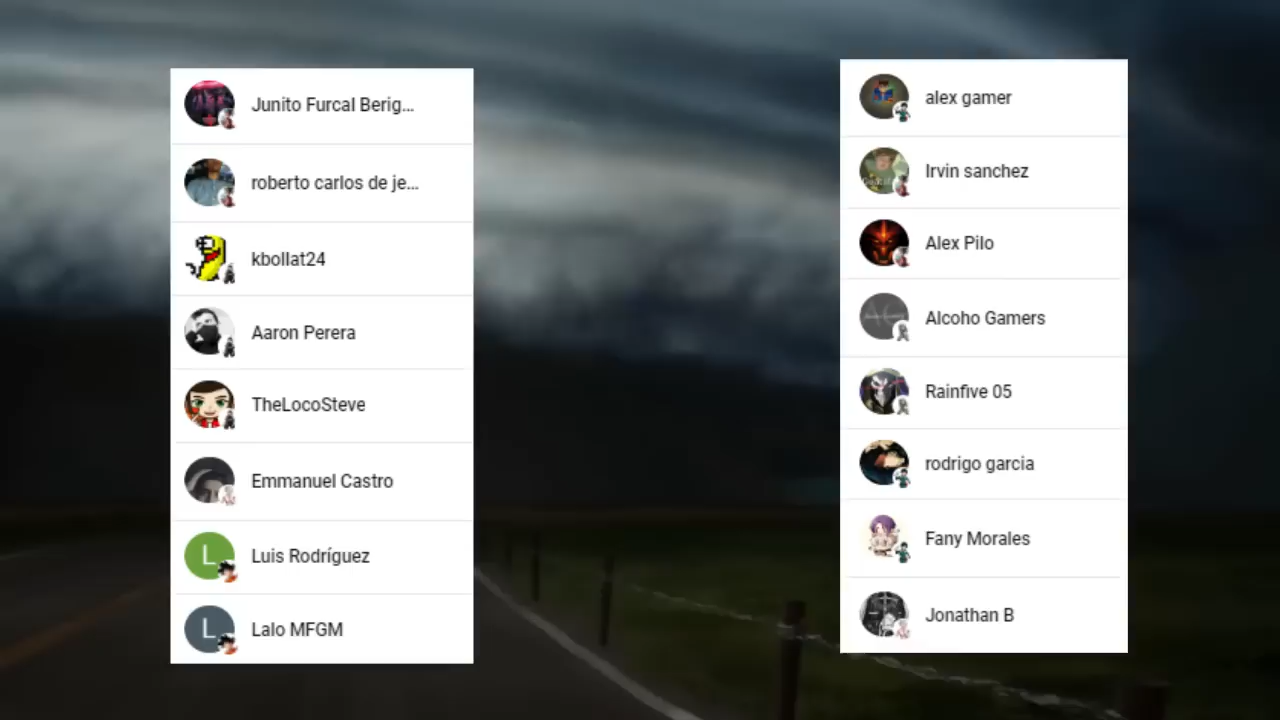 Junito Furcal Berig...
roberto carlos de je...
kbollat24
Aaron Perera
TheLocoSteve
Emmanuel Castro
L
Luis Rodríguez
L
Lalo MFGM
alex gamer
Irvin sanchez
Alex Pilo
Alcoho Gamers
Rainfive 05
rodrigo garcia
Fany Morales
Jonathan B